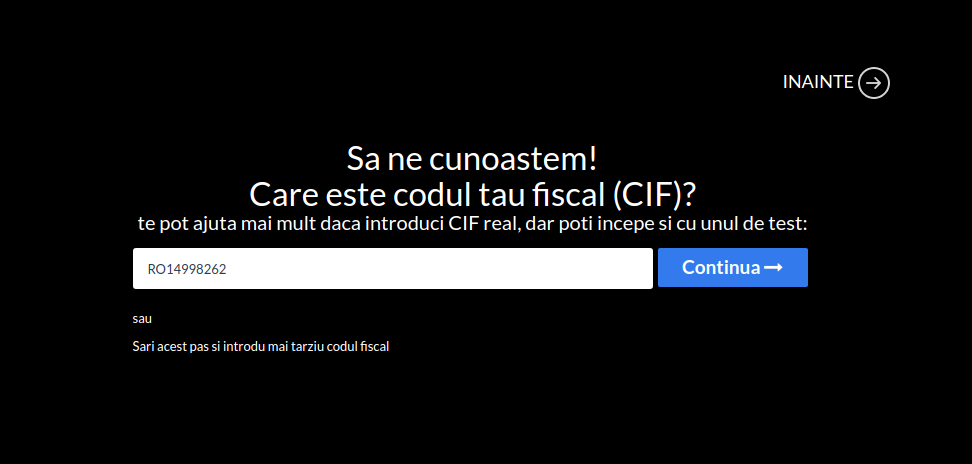 INAINTE
Sa ne cunoastem!
Care este codul tau fiscal (CIF)?
te pot ajuta mai mult daca introduci CIF real, dar poti incepe si cu unul de test:
RO14998262
Continua
sau
Sari acest pas si introdu mai tarziu codul fiscal